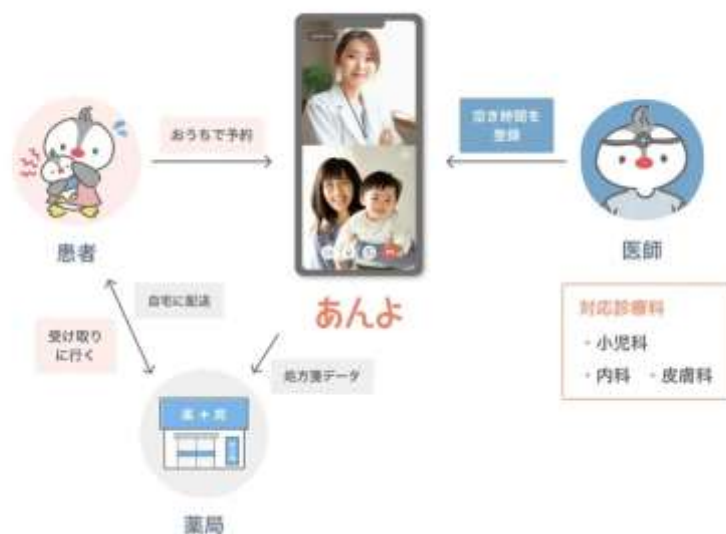 おうちで予約
空き時間を
登録
患者
医師
あんよ
自宅に配送
受け取り
に行く
処方箋データ
対応診療科
・小児科
・内科 ・皮膚科
薬+局
薬局